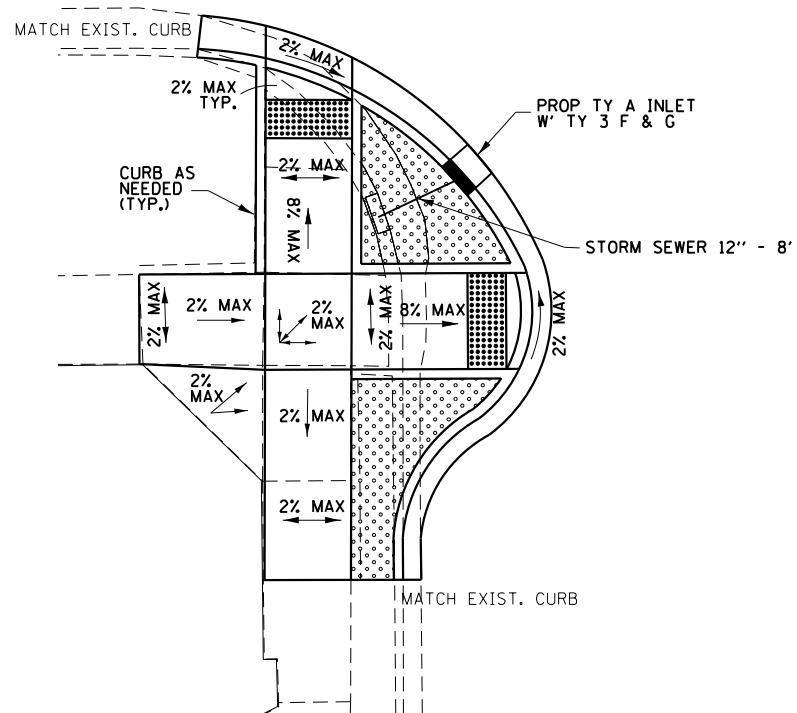 MATCH EXIST. CURB
2% MAX
2% MAX
TYP.
PROP TY A INLET
W' TY 3 F & G
2% MAX
CURB AS
NEEDED
(TYP.)
8% MAX
STORM SEWER 12'' - 8'
2% MAX
2% MAX
2%
MAX
2% MAX
8% MAX
2% MAX
2%
MAX
2% MAX
2% MAX
MATCH EXIST. CURB